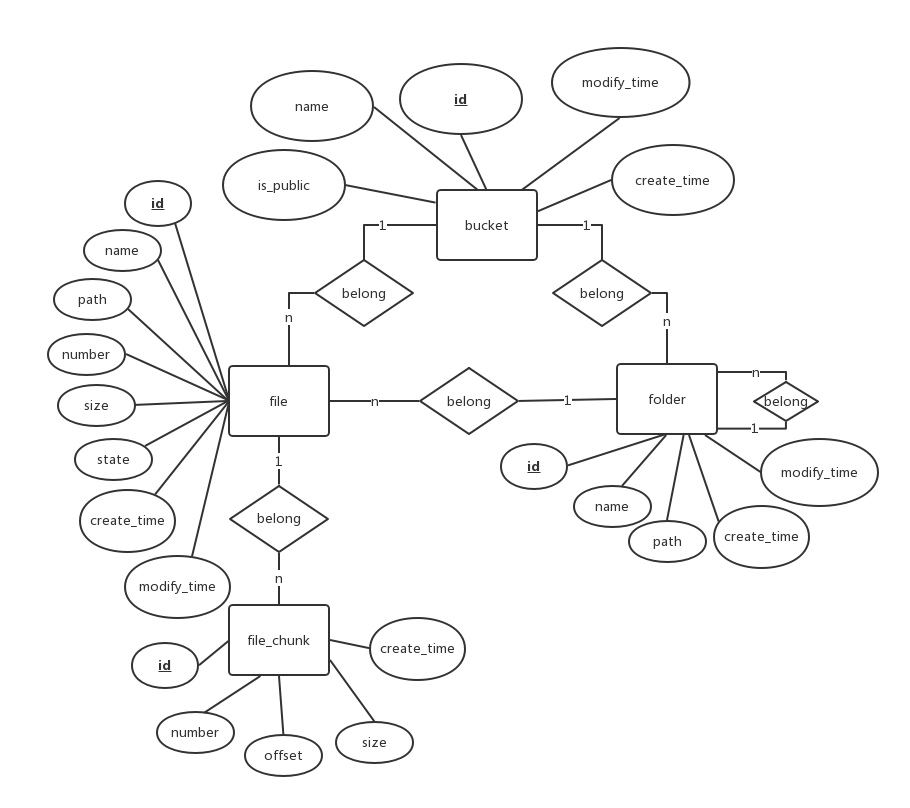 modify_time
id
name
is_public
create_time
id
bucket
1
1
name
belong
belong
path
n
n
number
n
file
n
belong
1
folder
belong
size
1
state
1
id
modify_time
name
create_time
belong
path
create_time
n
modify_time
file_chunk
create_time
id
number
offset
size